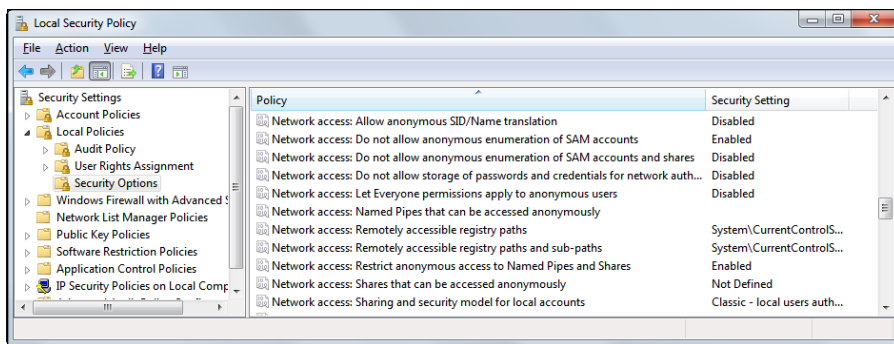 Local Security Policy
File Action View Help
Security Settings
Account Policies
Local Policies
Audit Policy
User Rights Assignment
Security Options
Windows Firewall with Advanced
Network List Manager Policies
Public Key Policies
Software Restriction Policies
Application Control Policies
IP Security Policies on Local Comp
Policy Security Setting
Network access: Allow anonymous SID/Name translation Disabled
Network access: Do not allow anonymous enumeration of SAM accounts Enabled
Network access: Do not allow anonymous enumeration of SAM accounts and shares Disabled
Network access: Do not allow storage of passwords and credentials for network auth... Disabled
Network access: Let Everyone permissions apply to anonymous users Disabled
Network access: Named Pipes that can be accessed anonymously
Network access: Remotely accessible registry paths System\CurrentControlS...
Network access: Remotely accessible registry paths and sub-paths System\CurrentControlS...
Network access: Restrict anonymous access to Named Pipes and Shares Enabled
Network access: Shares that can be accessed anonymously Not Defined
Network access: Sharing and security model for local accounts Classic - local users auth...